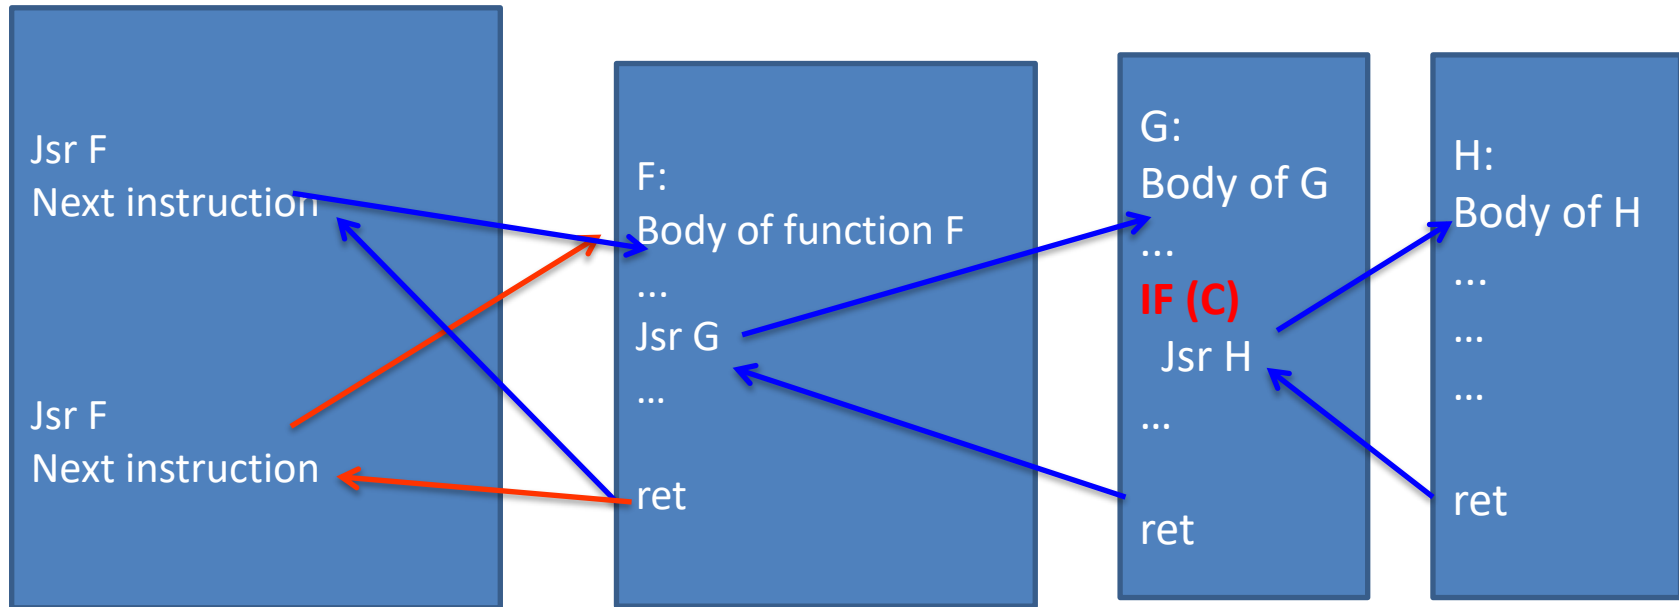 Jsr F
Next instruction
Jsr F
Next instruction
F:
Body of function F
...
Jsr G
...
ret
G:
Body of G
...
IF (C)
Jsr H
...
ret
H:
Body of H
...
...
...
ret